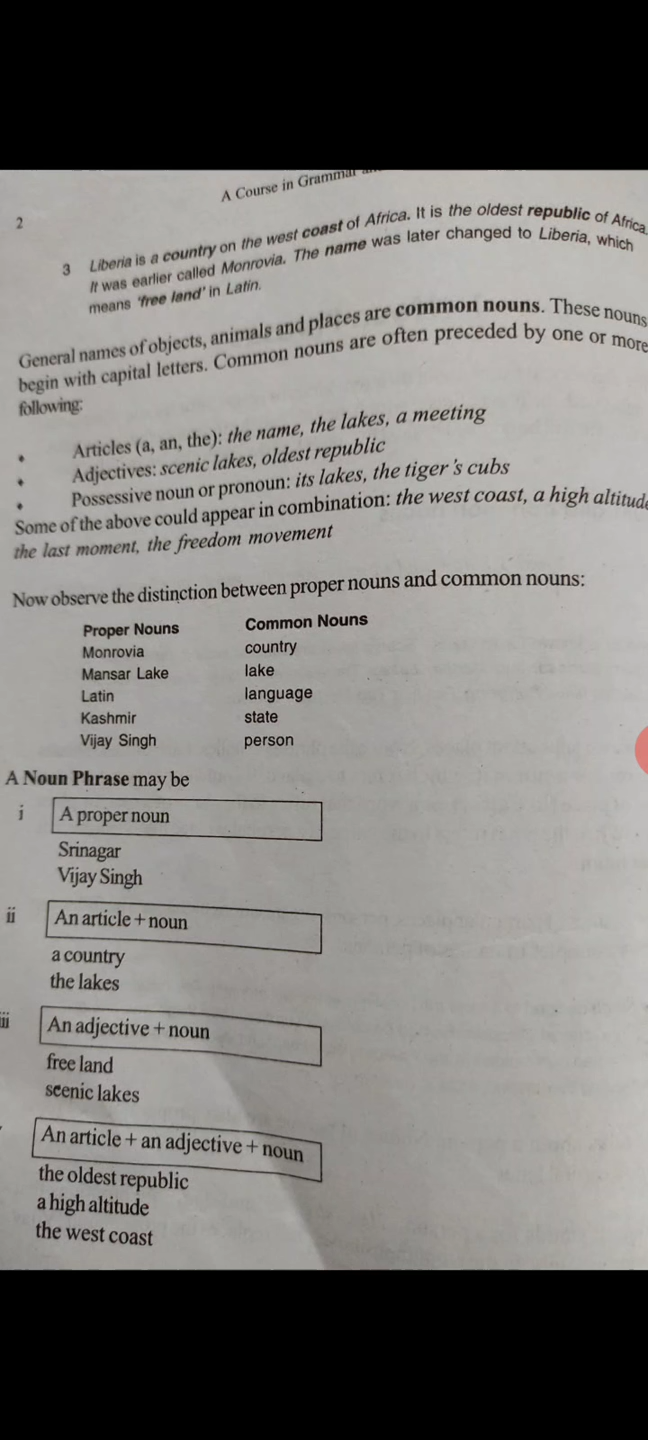 A Course in Grammar
2
3 Liberia is a country on the west coast of Africa. It is the oldest republic of Africa.
It was earlier called Monrovia. The name was later changed to Liberia, which
means 'free land' in Latin.
General names of objects, animals and places are common nouns. These nouns
begin with capital letters. Common nouns are often preceded by one or more
following:
• Articles (a, an, the): the name, the lakes, a meeting
• Adjectives: scenic lakes, oldest republic
• Possessive noun or pronoun: its lakes, the tiger's cubs
Some of the above could appear in combination: the west coast, a high altitude
the last moment, the freedom movement
Now observe the distinction between proper nouns and common nouns:
Proper Nouns Common Nouns
Monrovia country
Mansar Lake lake
Latin language
Kashmir state
Vijay Singh person
A Noun Phrase may be
i A proper noun
Srinagar
Vijay Singh
ii An article + noun
a country
the lakes
iii An adjective + noun
free land
scenic lakes
An article + an adjective + noun
the oldest republic
a high altitude
the west coast